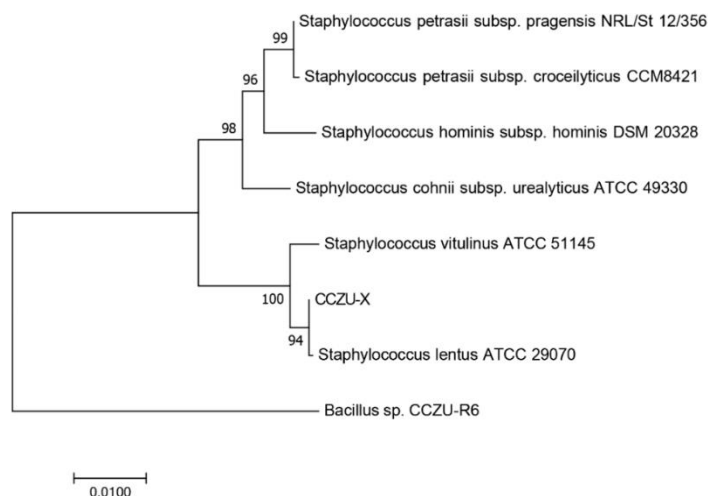 Staphylococcus petrasii subsp. pragensis NRL/St 12/356
99
Staphylococcus petrasii subsp. croceilyticus CCM8421
96
Staphylococcus hominis subsp. hominis DSM 20328
98
Staphylococcus cohnii subsp. urealyticus ATCC 49330
Staphylococcus vitulinus ATCC 51145
100
CCZU-X
94
Staphylococcus lentus ATCC 29070
Bacillus sp. CCZU-R6
0.0100